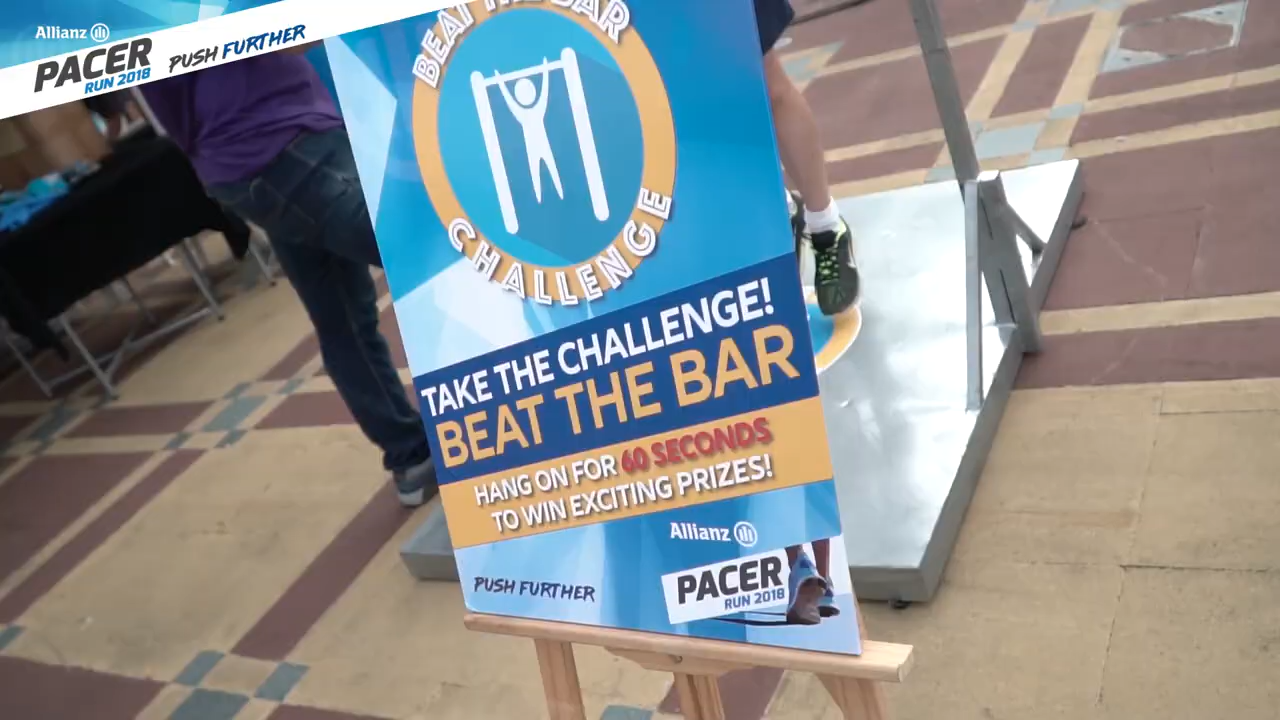 Allianz
PACER
RUN 2018
PUSH FURTHER
BEAT THE BAR
CHALLENGE
TAKE THE CHALLENGE!
BEAT THE BAR
HANG ON FOR 60 SECONDS
TO WIN EXCITING PRIZES!
Allianz
PUSH FURTHER
PACER
RUN 2018